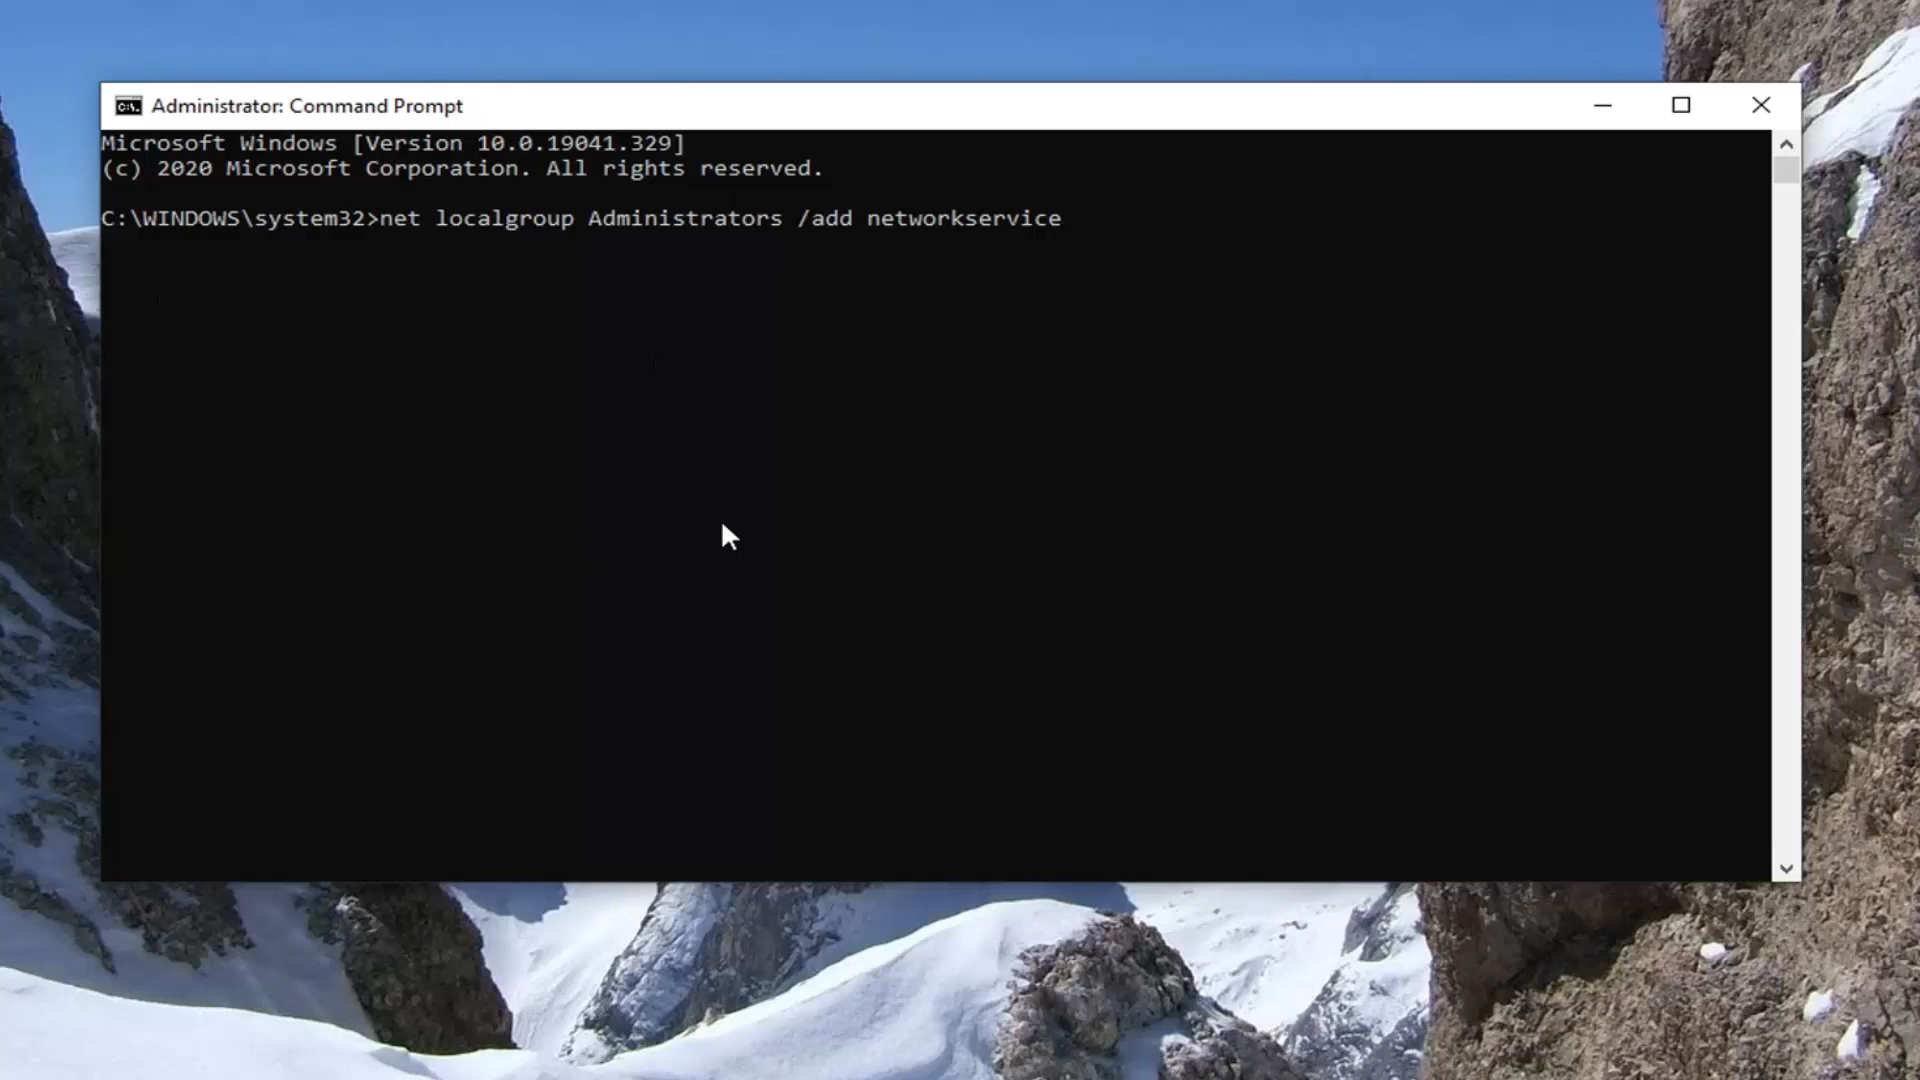 Administrator: Command Prompt
Microsoft Windows [Version 10.0.19041.329]
(c) 2020 Microsoft Corporation. All rights reserved.
C:\WINDOWS\system32>net localgroup Administrators /add networkservice